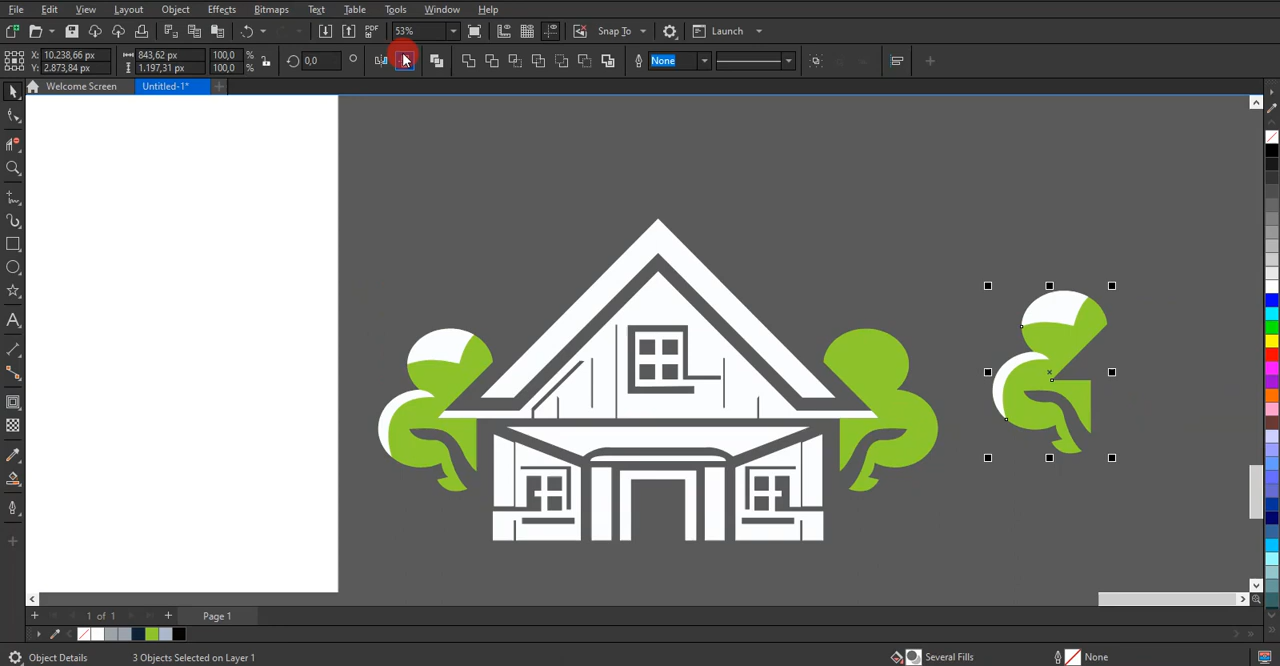 File Edit View Layout Object Effects Bitmaps Text Table Tools Window Help
PDF 53% Snap To Launch
X: 10.238,66 px 843,62 px 100,0 % 0,0 None
Y: 2.873,84 px 1.197,31 px 100,0 %
Welcome Screen Untitled-1*
1 of 1 Page 1
Object Details 3 Objects Selected on Layer 1 Several Fills None